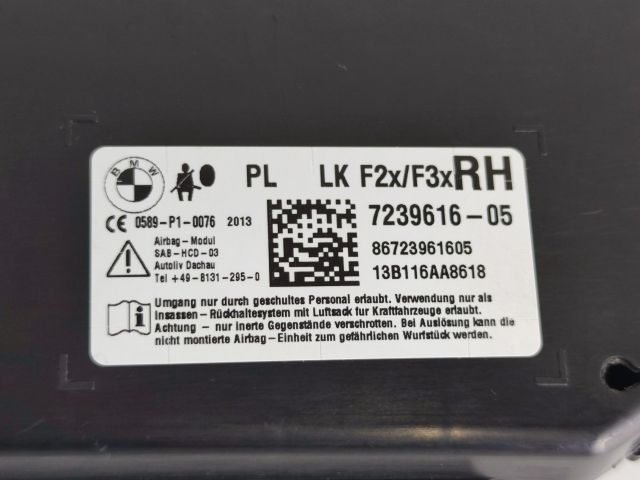 BMW
PL LK F2x/F3x RH
CE 0589-P1-0076 2013
7239616-05
86723961605
13B116AA8618
Airbag-Modul
SAB-HCD-03
Autoliv Dachau
Tel +49-8131-295-0
Umgang nur durch geschultes Personal erlaubt. Verwendung nur als
Insassen-Rückhaltesystem mit Luftsack für Kraftfahrzeuge erlaubt.
Achtung - nur inerte Gegenstände verschrotten. Bei Auslösung kann die
nicht montierte Airbag-Einheit zum gefährlichen Wurfstück werden.